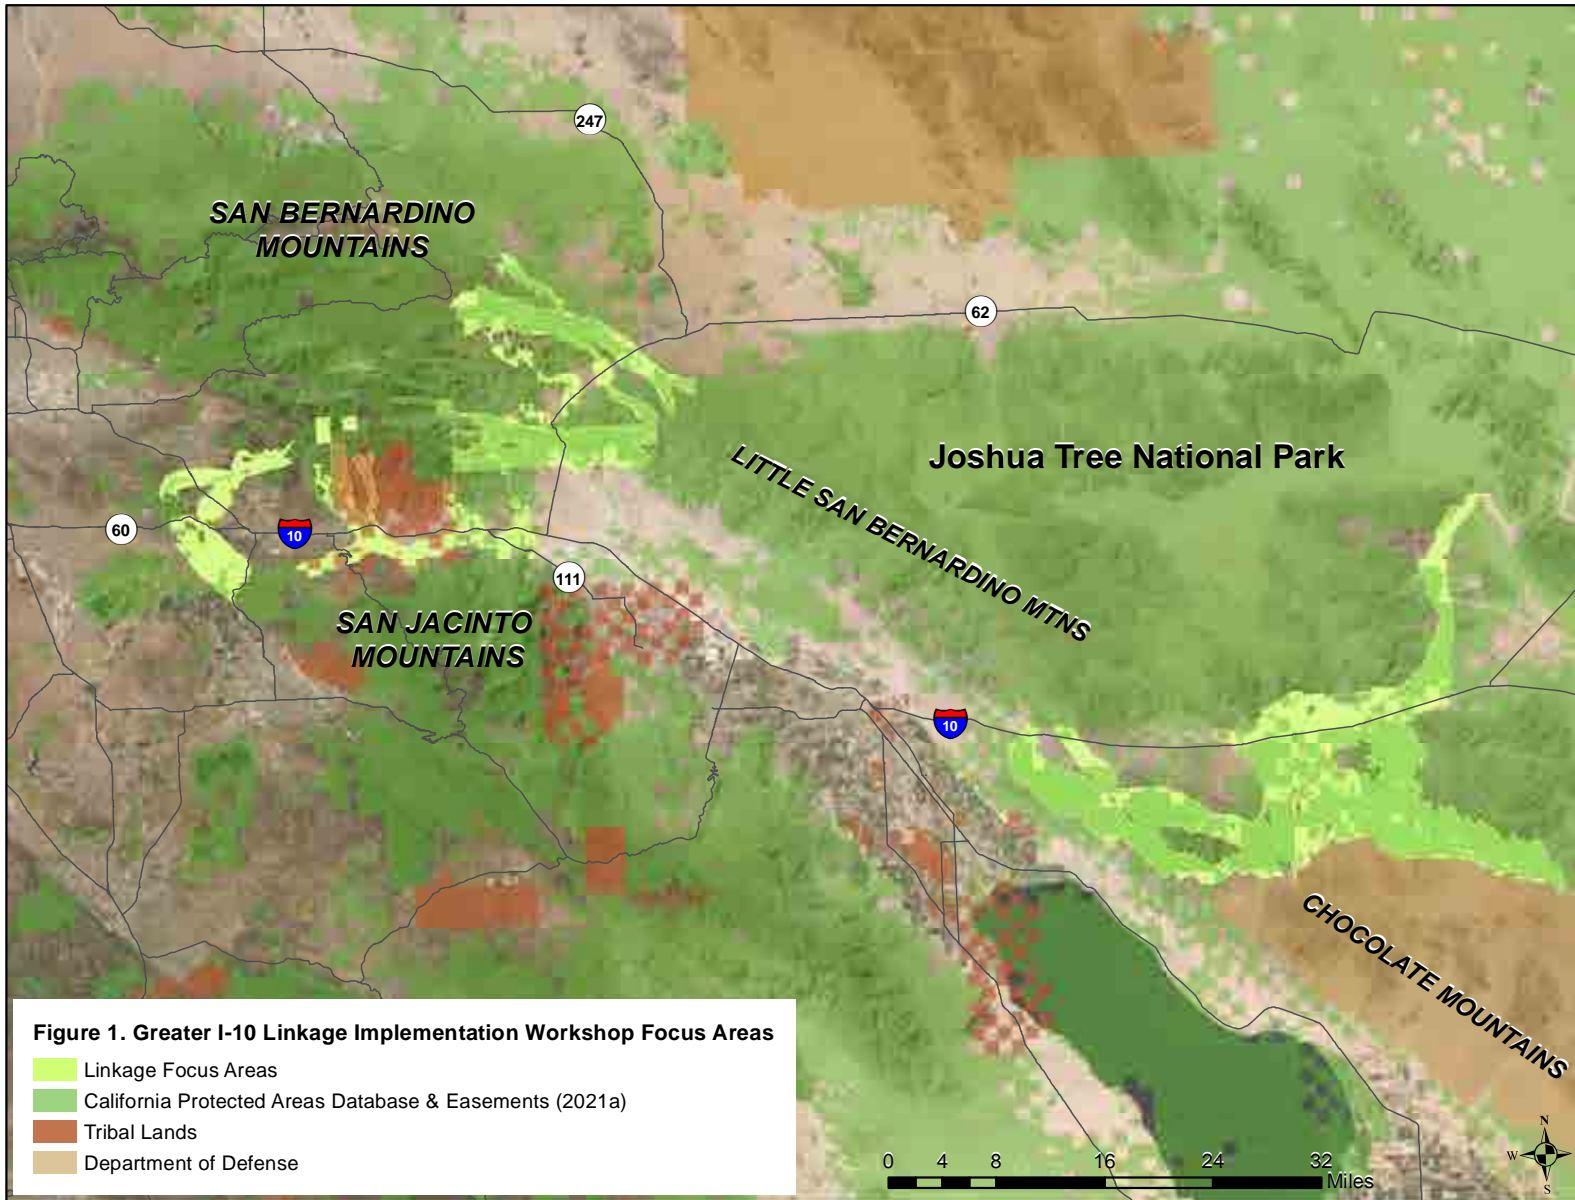 247
SAN BERNARDINO
MOUNTAINS
62
Joshua Tree National Park
LITTLE SAN BERNARDINO MTNS
60
10
111
SAN JACINTO
MOUNTAINS
10
CHOCOLATE MOUNTAINS
Figure 1. Greater I-10 Linkage Implementation Workshop Focus Areas
Linkage Focus Areas
California Protected Areas Database & Easements (2021a)
Tribal Lands
Department of Defense
0 4 8 16 24 32
Miles
N
W
S